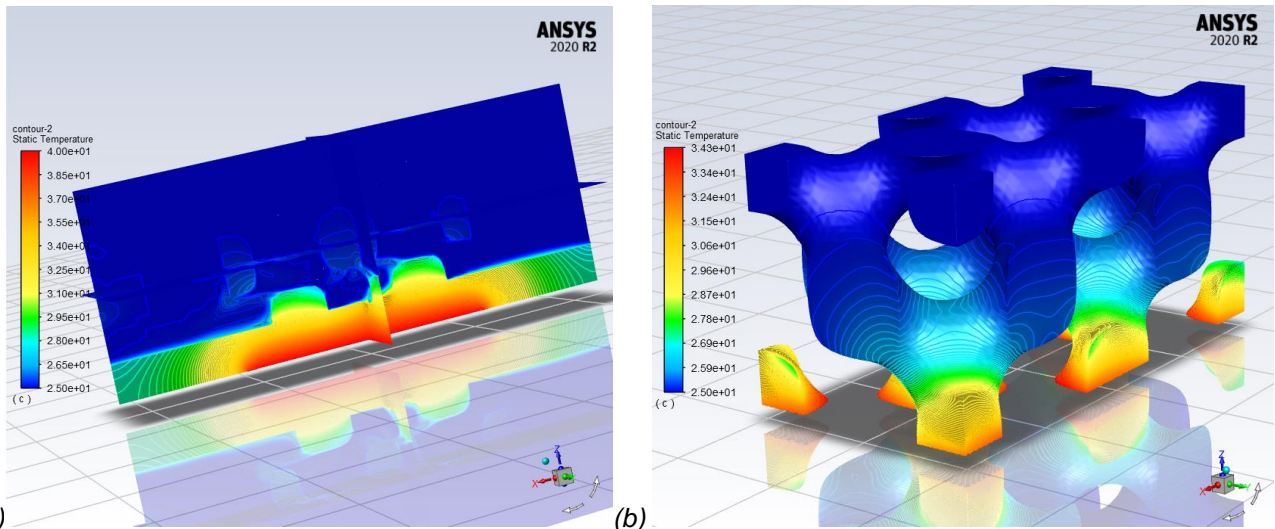 ANSYS
2020 R2
contour-2
Static Temperature
4.00e+01
3.85e+01
3.70e+01
3.55e+01
3.40e+01
3.25e+01
3.10e+01
2.95e+01
2.80e+01
2.65e+01
2.50e+01
( c )
Z
X
ANSYS
2020 R2
contour-2
Static Temperature
3.43e+01
3.34e+01
3.24e+01
3.15e+01
3.06e+01
2.96e+01
2.87e+01
2.78e+01
2.69e+01
2.59e+01
2.50e+01
( c )
Z
X
Y
)
(b)